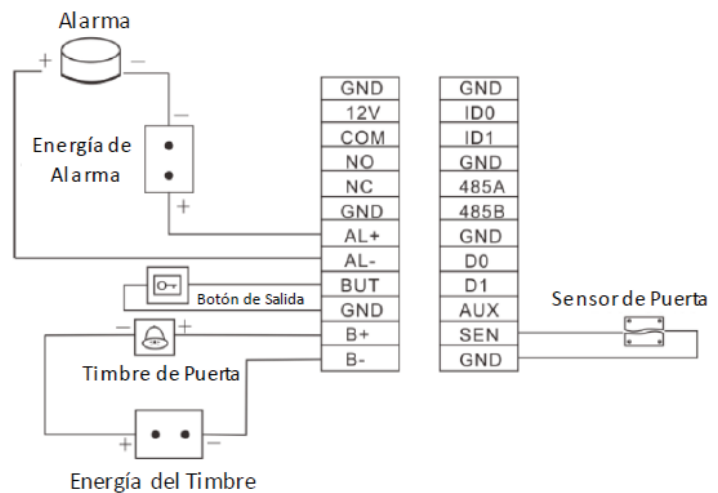 Alarma
+
−
−
Energía de
Alarma
+
GND
12V
COM
NO
NC
GND
AL+
AL-
BUT
GND
B+
B-
GND
ID0
ID1
GND
485A
485B
GND
D0
D1
AUX
SEN
GND
Botón de Salida
−
+
Timbre de Puerta
+
−
Energía del Timbre
Sensor de Puerta